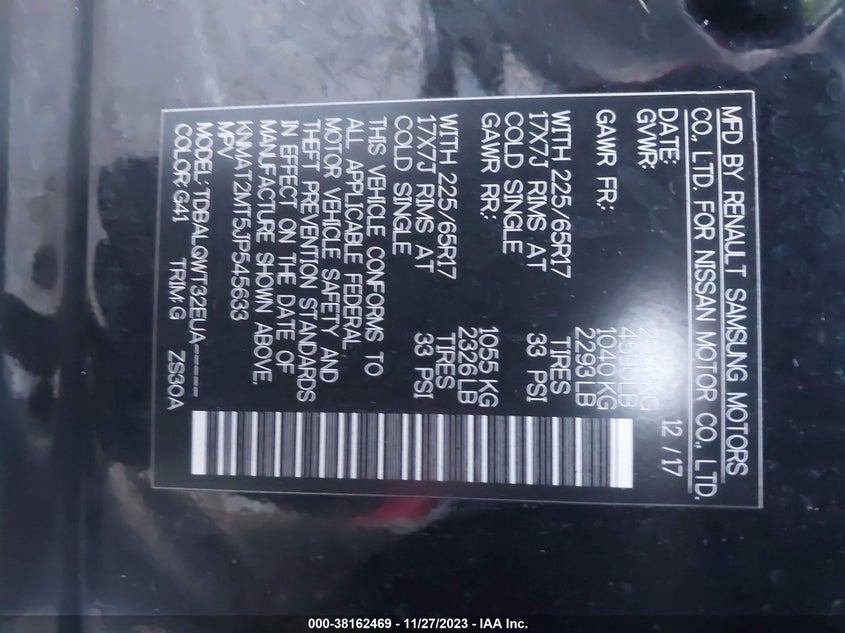 MFD BY RENAULT SAMSUNG MOTORS
CO., LTD. FOR NISSAN MOTOR CO., LTD.
DATE: 12 / 17
GVWR: KG
LB
GAWR FR: 1040 KG
2293 LB
WITH 225/65R17 TIRES
17X7J RIMS AT 33 PSI
COLD SINGLE
GAWR RR: 1055 KG
2326 LB
WITH 225/65R17 TIRES
17X7J RIMS AT 33 PSI
COLD SINGLE
THIS VEHICLE CONFORMS TO
ALL APPLICABLE FEDERAL
MOTOR VEHICLE SAFETY AND
THEFT PREVENTION STANDARDS
IN EFFECT ON THE DATE OF
MANUFACTURE SHOWN ABOVE.
KNMAT2MT5JP545633
MPV
MODEL: TDBALQWT32EUA-----
COLOR: G41 TRIM: G ZS30A
000-38162469 - 11/27/2023 - IAA Inc.